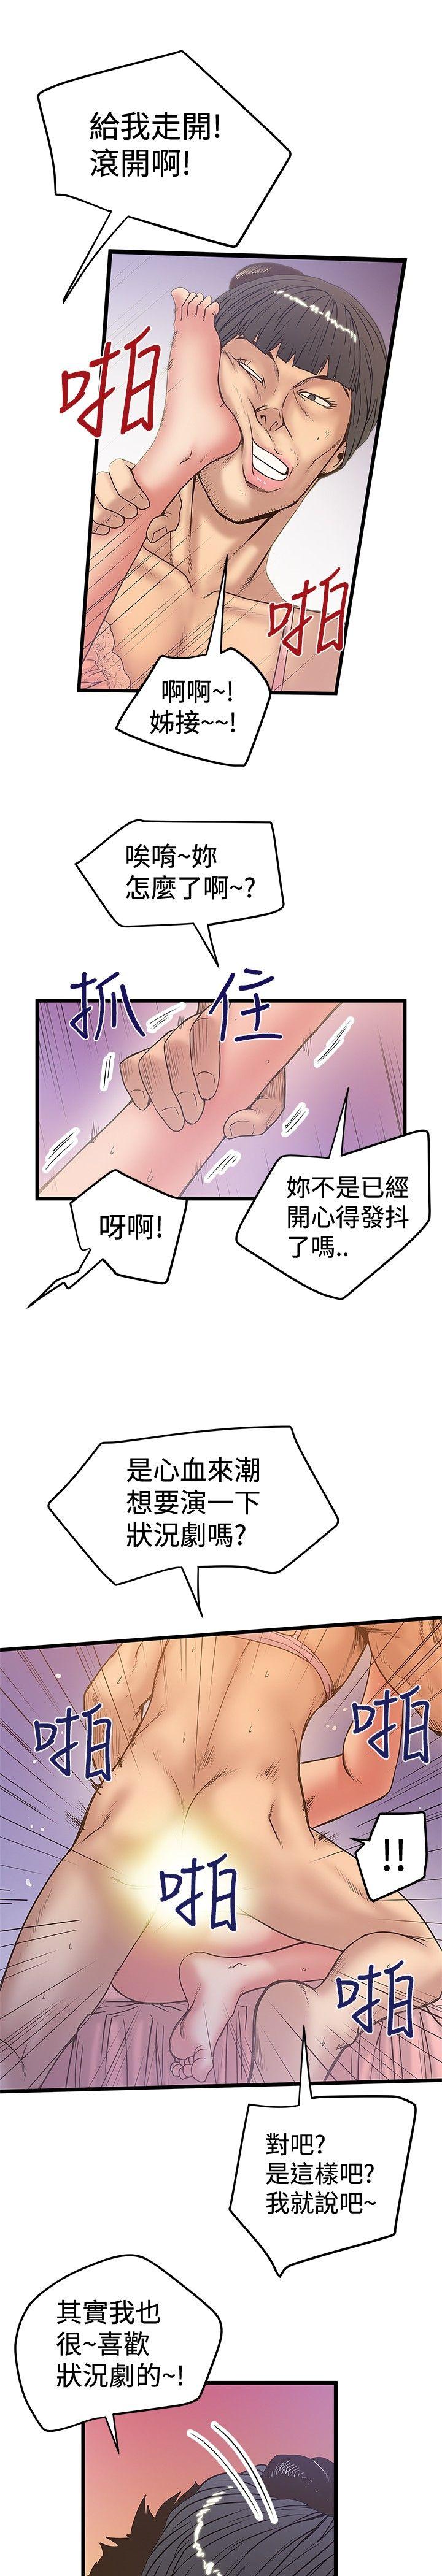 給我走開!
滾開啊!
啪
啪
啊啊~!
姊接~~!
唉唷~妳
怎麼了啊~?
抓住
妳不是已經
開心得發抖
了嗎..
呀啊!
是心血來潮
想要演一下
狀況劇嗎?
啪
啪
!!
啪
啪
對吧?
是這樣吧?
我就說吧~
其實我也
很~喜歡
狀況劇的~!